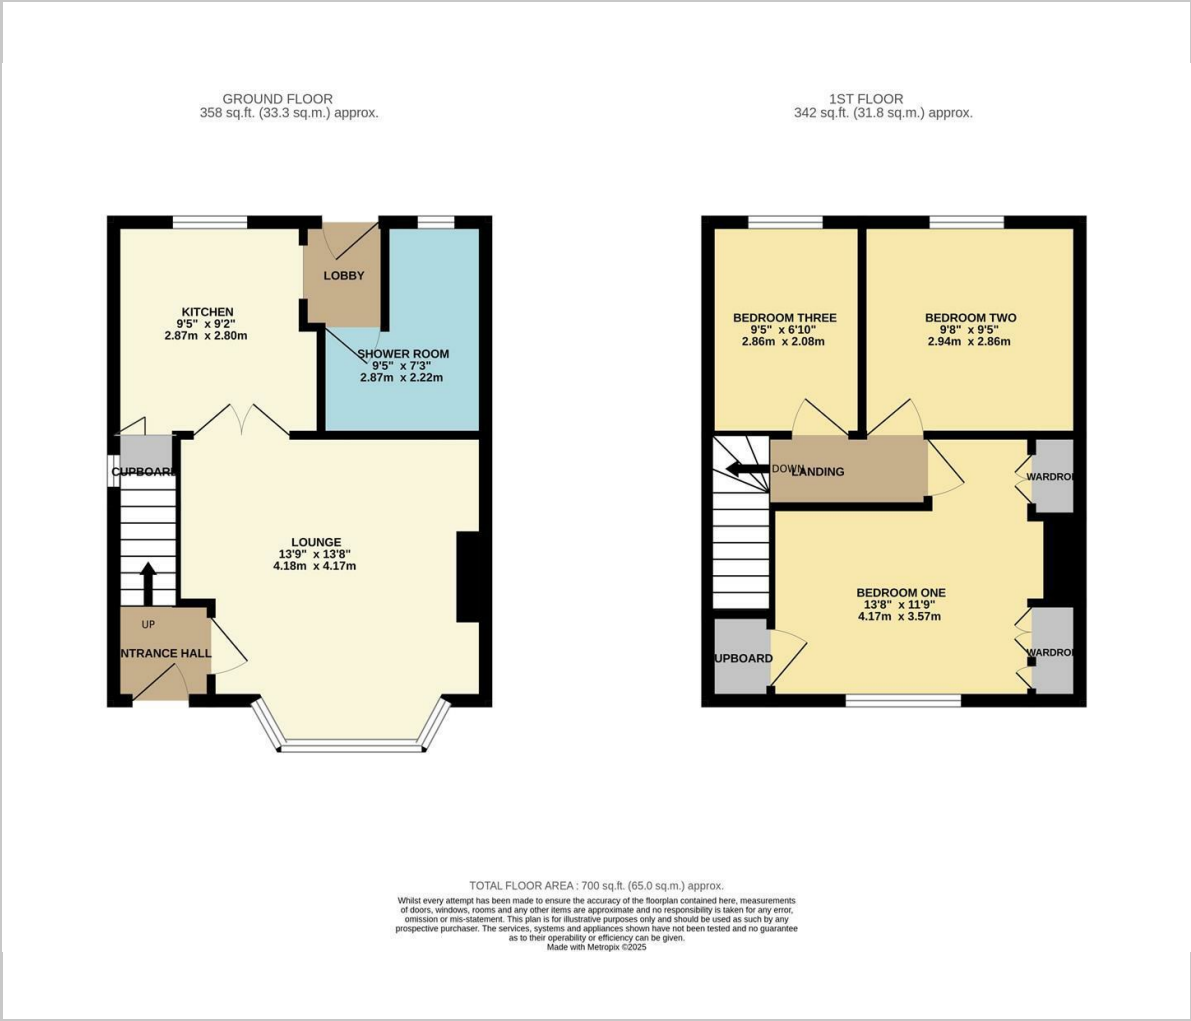 GROUND FLOOR
358 sq.ft. (33.3 sq.m.) approx.
1ST FLOOR
342 sq.ft. (31.8 sq.m.) approx.
KITCHEN
9'5" x 9'2"
2.87m x 2.80m
LOBBY
SHOWER ROOM
9'5" x 7'3"
2.87m x 2.22m
CUPBOARD
LOUNGE
13'9" x 13'8"
4.18m x 4.17m
UP
NTRANCE HALL
BEDROOM THREE
9'5" x 6'10"
2.86m x 2.08m
BEDROOM TWO
9'8" x 9'5"
2.94m x 2.86m
DOWN
LANDING
WARDROB
BEDROOM ONE
13'8" x 11'9"
4.17m x 3.57m
UPBOARD
WARDROB
TOTAL FLOOR AREA : 700 sq.ft. (65.0 sq.m.) approx.
Whilst every attempt has been made to ensure the accuracy of the floorplan contained here, measurements
of doors, windows, rooms and any other items are approximate and no responsibility is taken for any error,
omission or mis-statement. This plan is for illustrative purposes only and should be used as such by any
prospective purchaser. The services, systems and appliances shown have not been tested and no guarantee
as to their operability or efficiency can be given.
Made with Metropix ©2025